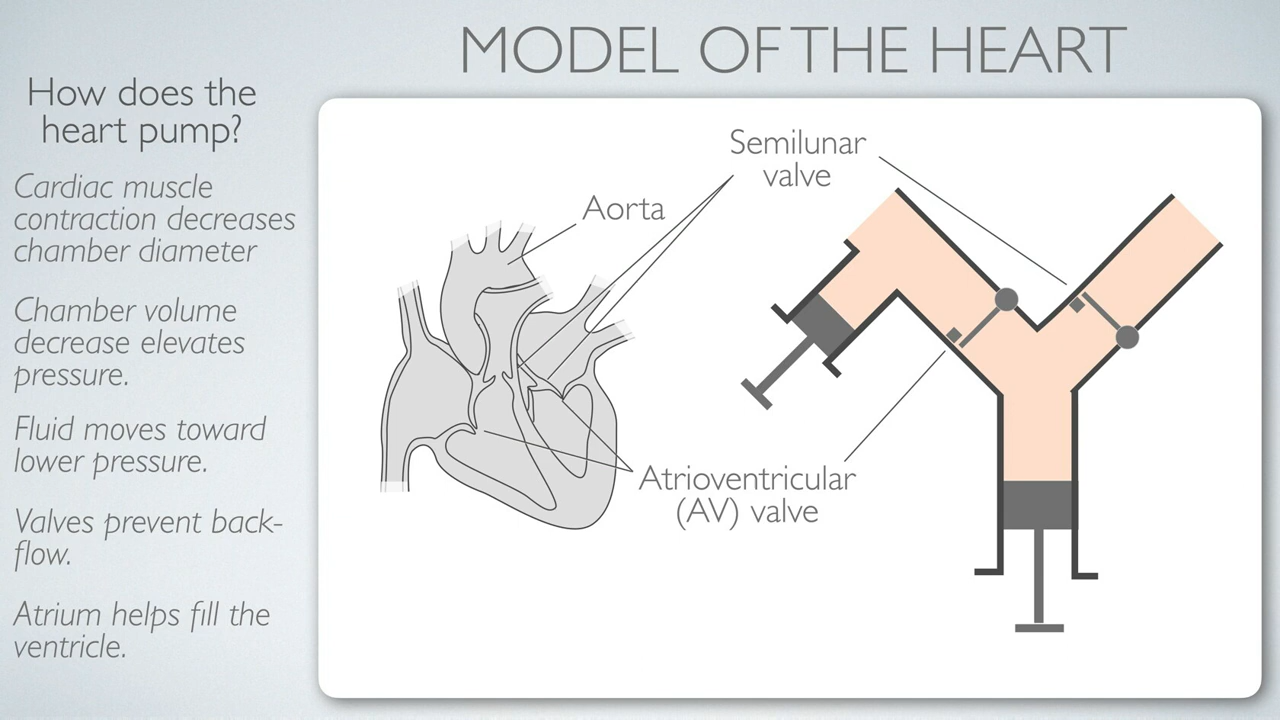 MODEL OF THE HEART
How does the
heart pump?
Cardiac muscle
contraction decreases
chamber diameter
Chamber volume
decrease elevates
pressure.
Fluid moves toward
lower pressure.
Valves prevent back-
flow.
Atrium helps fill the
ventricle.
Semilunar
valve
Aorta
Atrioventricular
(AV) valve